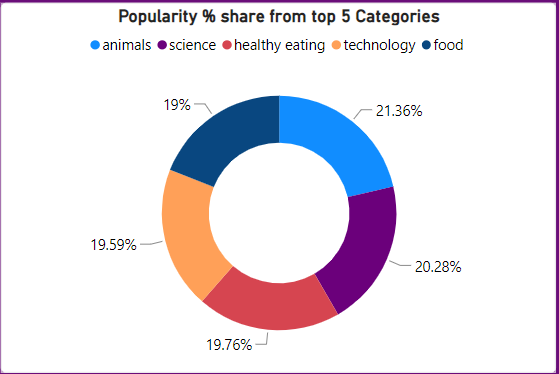 Popularity % share from top 5 Categories
animals science healthy eating technology food
19%
21.36%
19.59%
20.28%
19.76%